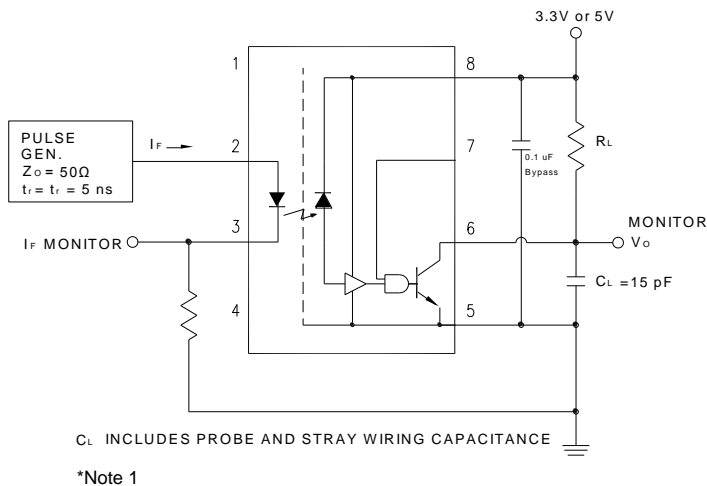 3.3V or 5V
1
8
PULSE
GEN.
ZO = 50Ω
tr = tr = 5 ns
IF
2
7
0.1 uF
Bypass
RL
IF MONITOR
3
6
MONITOR
VO
4
5
CL =15 pF
CL INCLUDES PROBE AND STRAY WIRING CAPACITANCE
*Note 1